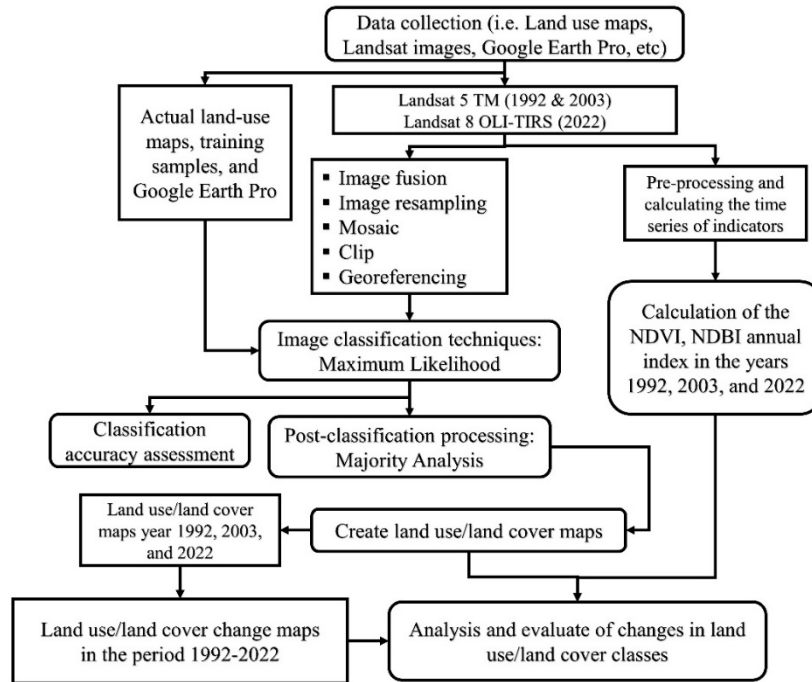 Data collection (i.e. Land use maps,
Landsat images, Google Earth Pro, etc)
Actual land-use
maps, training
samples, and
Google Earth Pro
Landsat 5 TM (1992 & 2003)
Landsat 8 OLI-TIRS (2022)
▪ Image fusion
▪ Image resampling
▪ Mosaic
▪ Clip
▪ Georeferencing
Pre-processing and
calculating the time
series of indicators
Calculation of the
NDVI, NDBI annual
index in the years
1992, 2003, and 2022
Image classification techniques:
Maximum Likelihood
Classification
accuracy assessment
Post-classification processing:
Majority Analysis
Land use/land cover
maps year 1992, 2003,
and 2022
Create land use/land cover maps
Land use/land cover change maps
in the period 1992-2022
Analysis and evaluate of changes in land
use/land cover classes